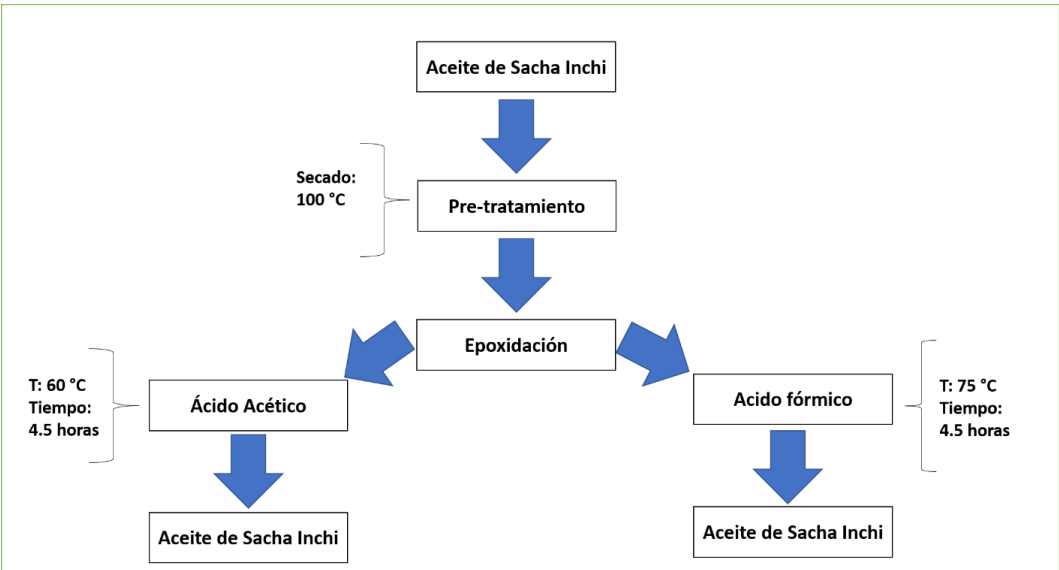 Aceite de Sacha Inchi
Secado:
100 °C
Pre-tratamiento
Epoxidación
T: 60 °C
Tiempo:
4.5 horas
Ácido Acético
Acido fórmico
T: 75 °C
Tiempo:
4.5 horas
Aceite de Sacha Inchi
Aceite de Sacha Inchi